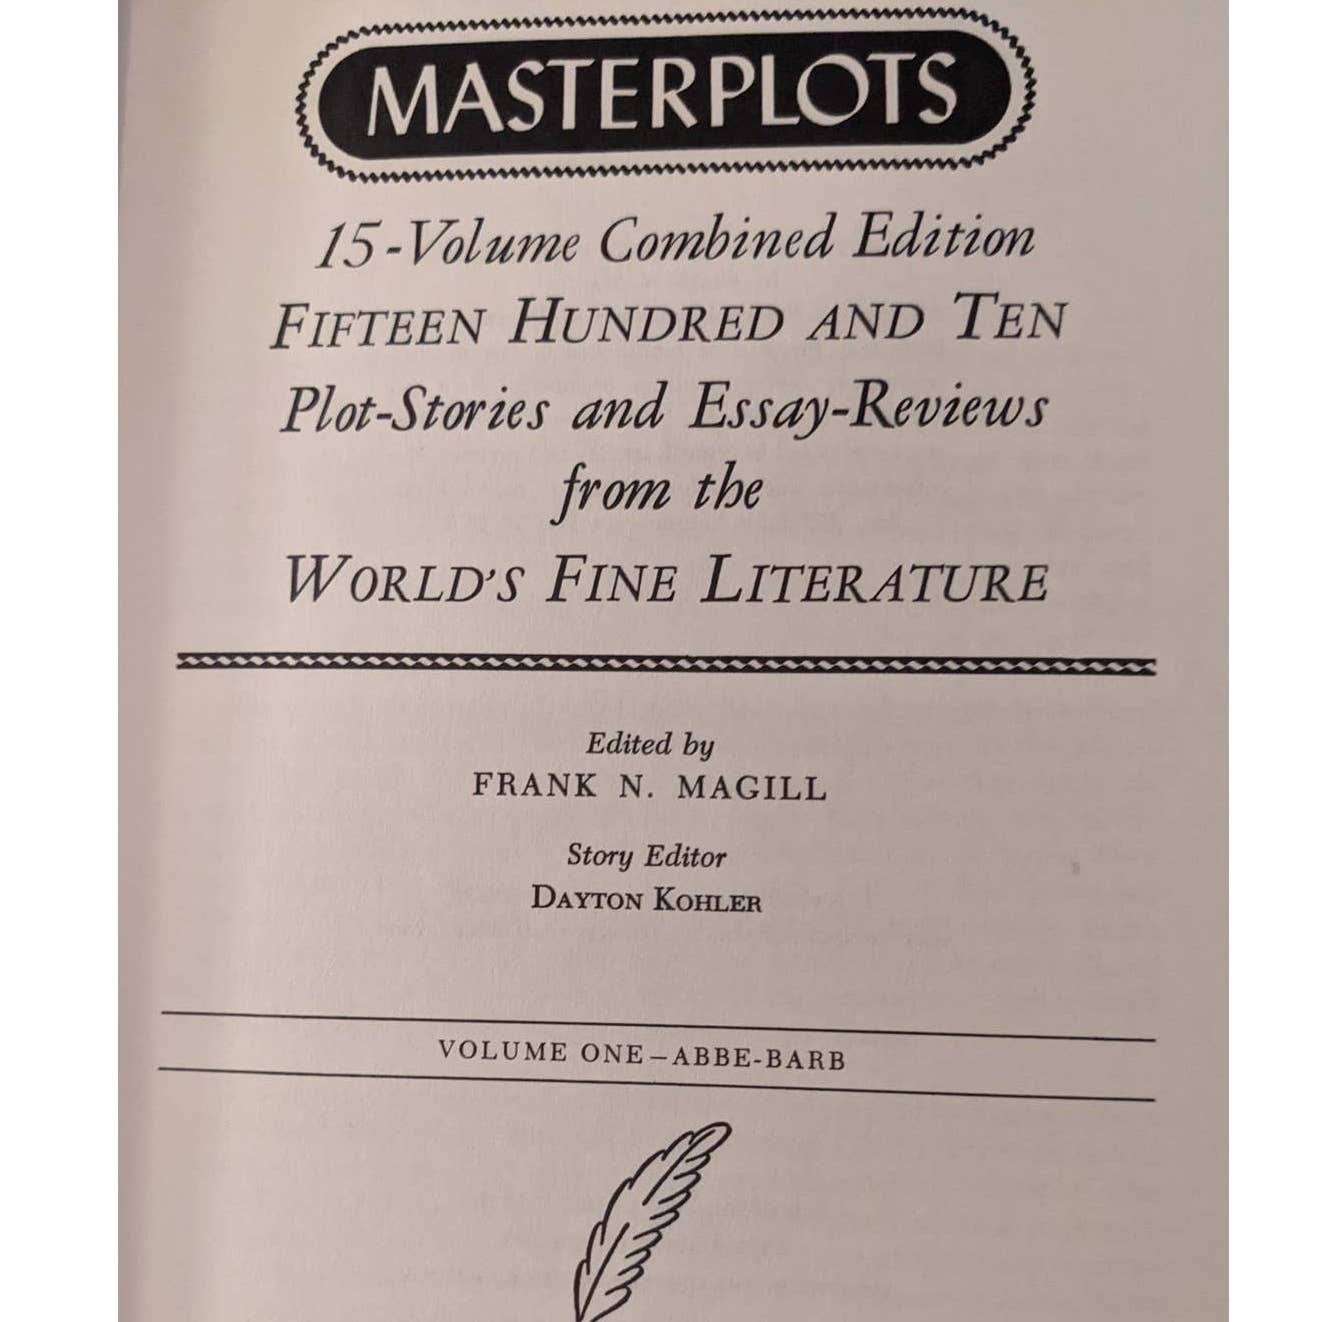 MASTERPLOTS
15-Volume Combined Edition
FIFTEEN HUNDRED AND TEN
Plot-Stories and Essay-Reviews
from the
WORLD'S FINE LITERATURE
Edited by
FRANK N. MAGILL
Story Editor
DAYTON KOHLER
VOLUME ONE—ABBE-BARB